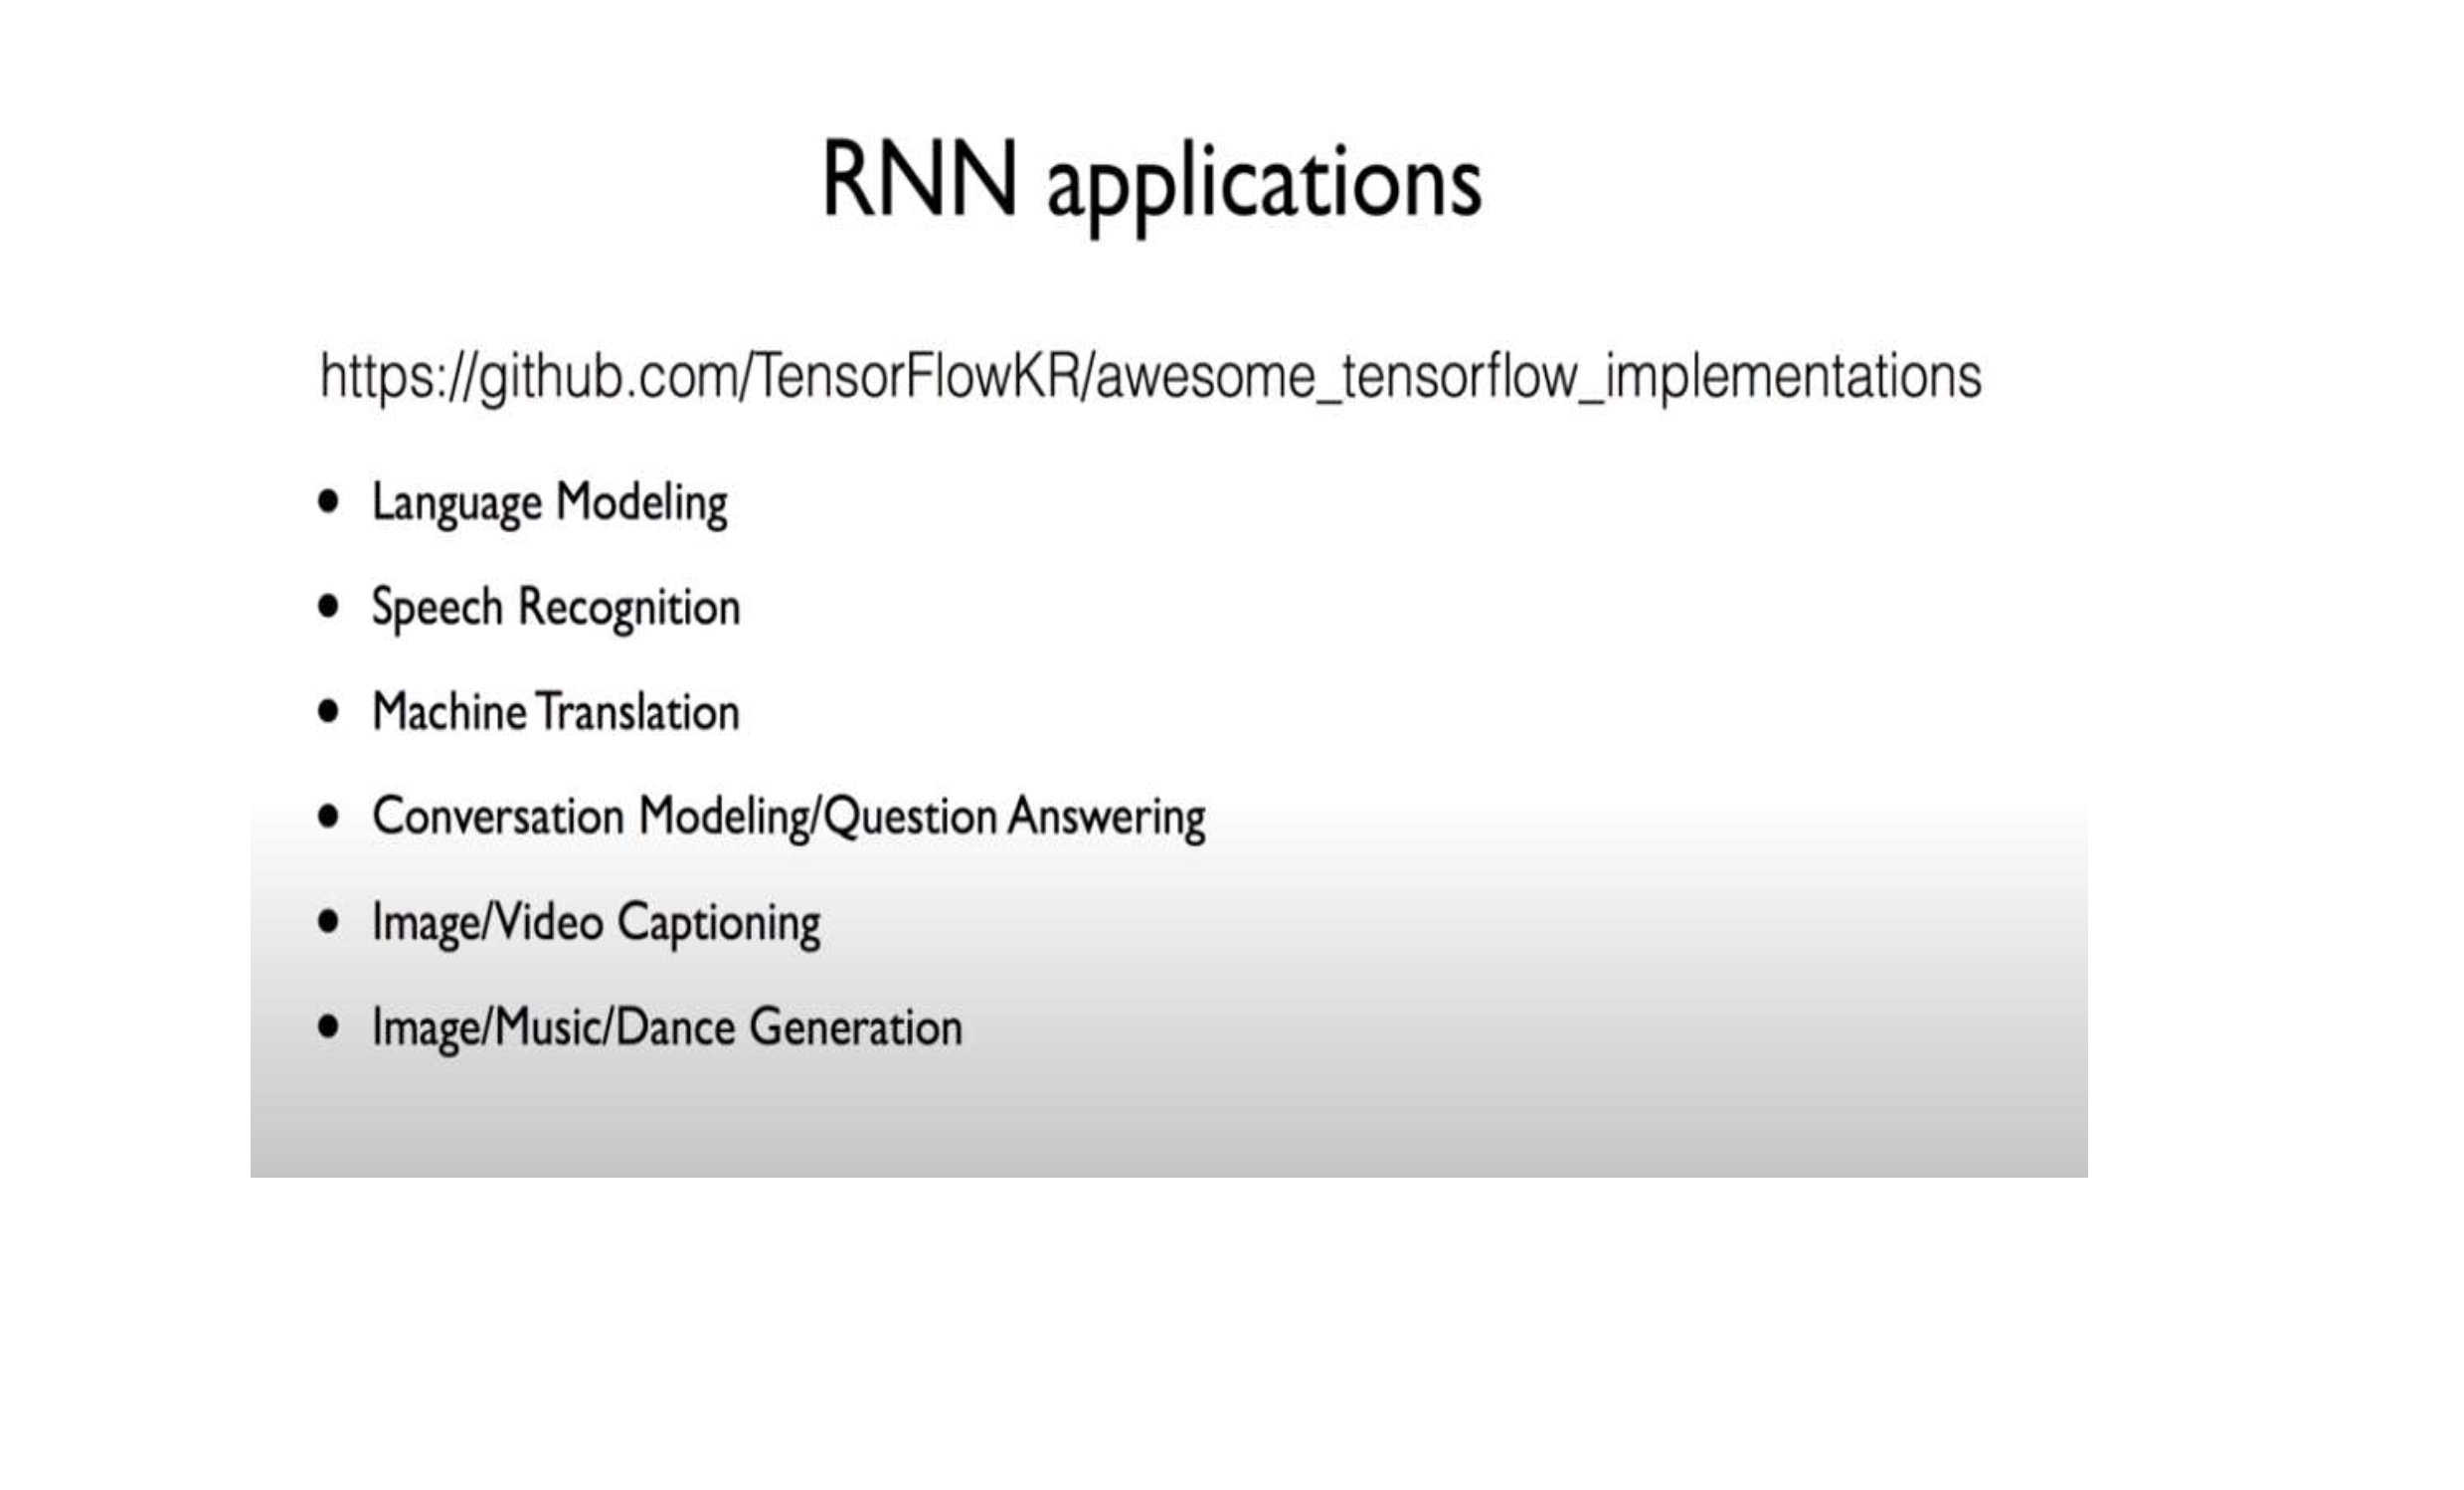 RNN applications
https://github.com/TensorFlowKR/awesome_tensorflow_implementations
• Language Modeling
• Speech Recognition
• Machine Translation
• Conversation Modeling/Question Answering
• Image/Video Captioning
• Image/Music/Dance Generation